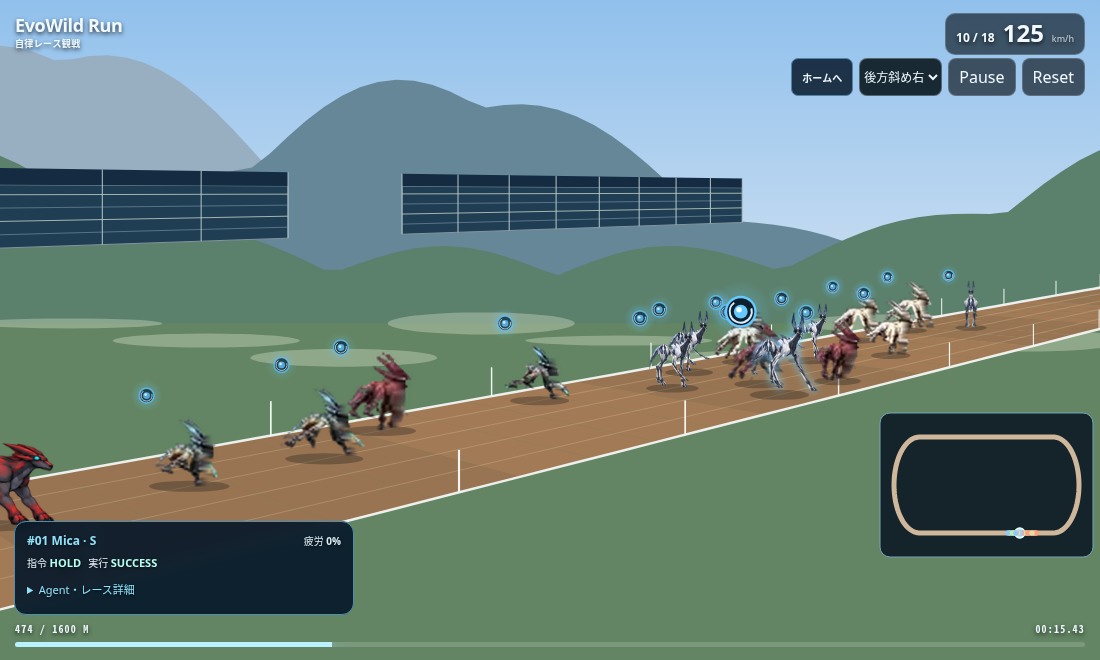 EvoWild Run
自律レース観戦
10 / 18 125 km/h
ホームへ 後方斜め右 Pause Reset
#01 Mica · S 疲労 0%
指令 HOLD 実行 SUCCESS
▶ Agent・レース詳細
474 / 1600 M 00:15.43